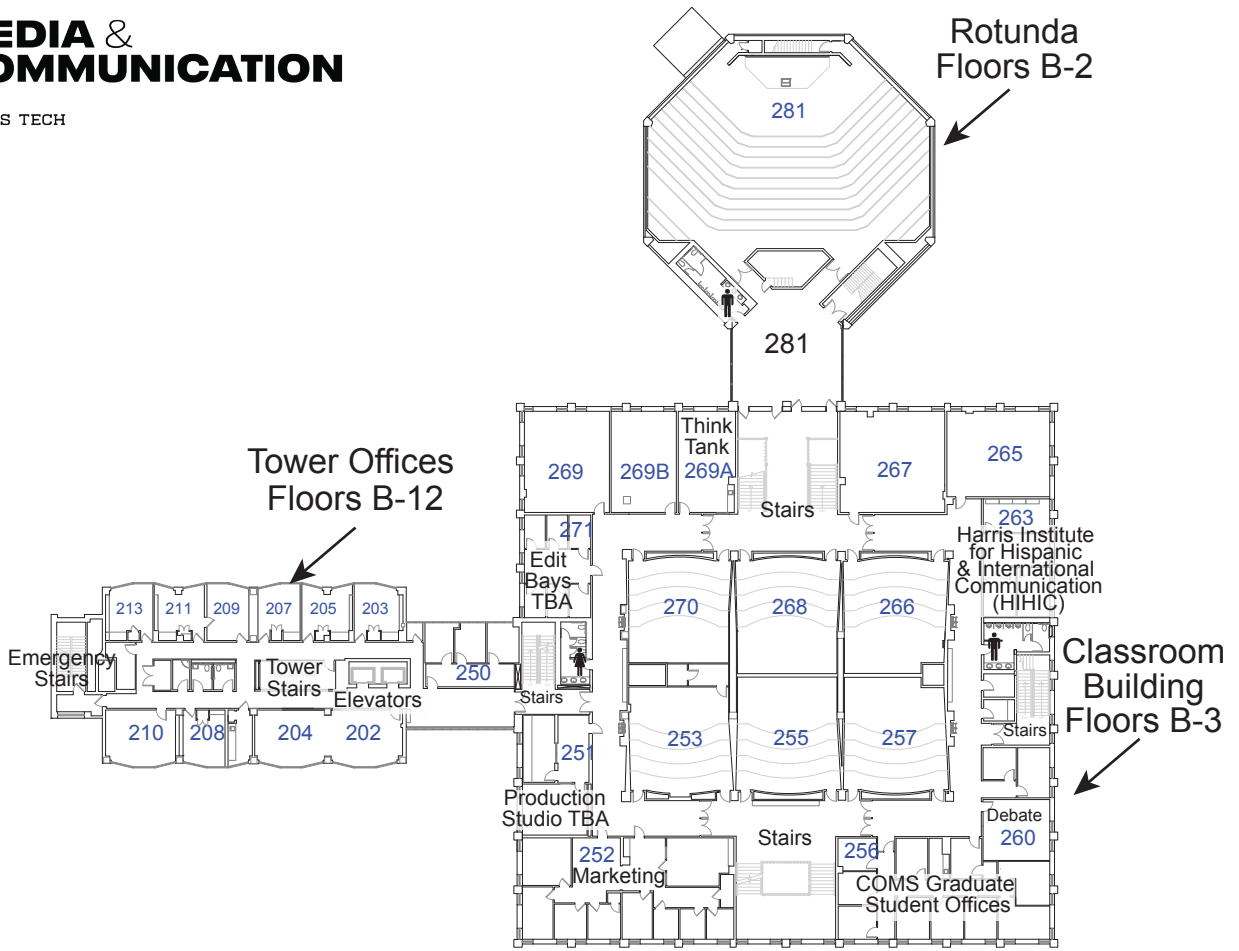 EDIA &
OMMUNICATION
S TECH
Rotunda
Floors B-2
281
281
Tower Offices
Floors B-12
Think
Tank
269 269B 269A
267
265
Stairs
271
263
Edit
Bays
TBA
Harris Institute
for Hispanic
& International
Communication
(HIHIC)
270 268 266
213 211 209 207 205 203
Emergency
Stairs
Tower
Stairs
Elevators
250
Stairs
Stairs
Classroom
Building
Floors B-3
210 208 204 202
251
253 255 257
Production
Studio TBA
Stairs
Debate
260
252
Marketing
256
COMS Graduate
Student Offices